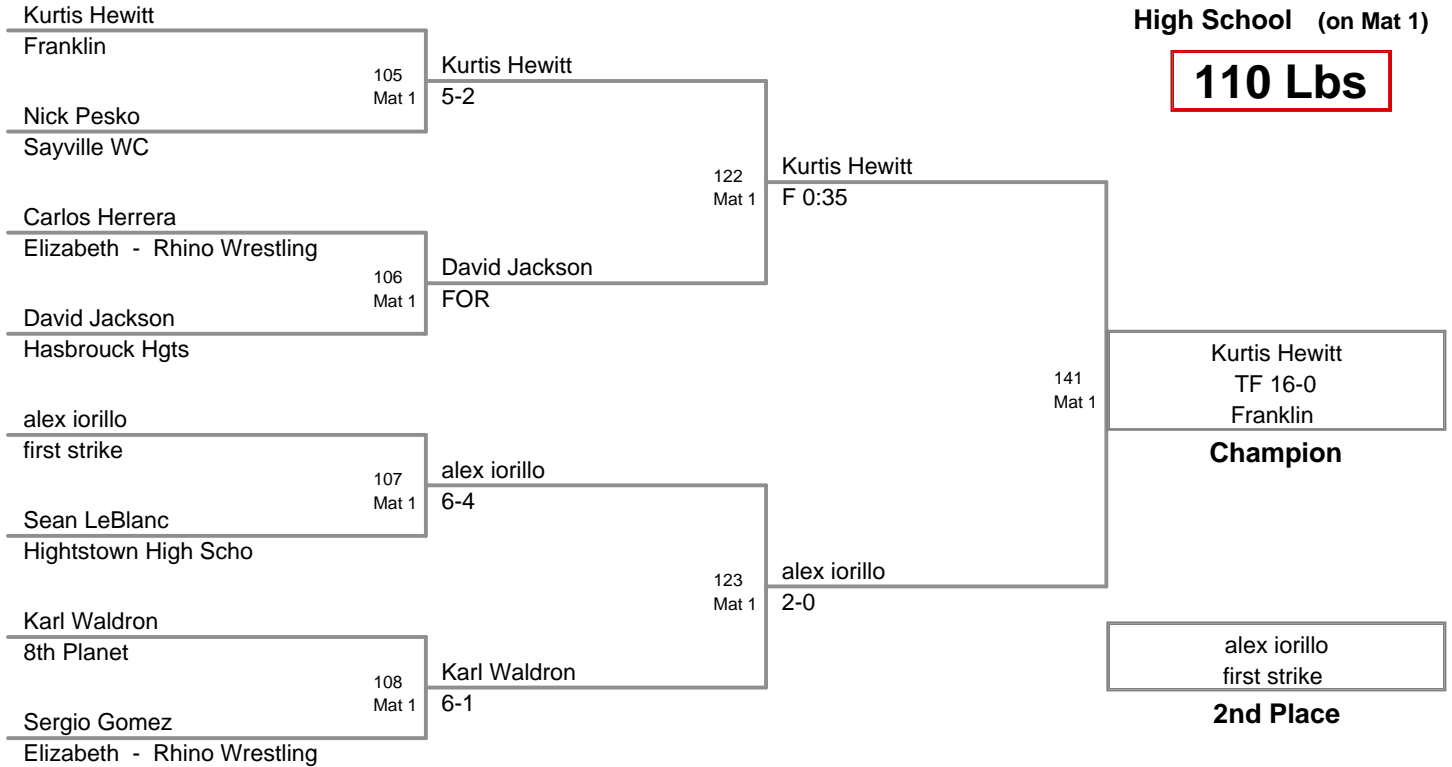 High School (on Mat 1)
110 Lbs
Kurtis Hewitt
Franklin
105
Mat 1
Nick Pesko
Sayville WC
Kurtis Hewitt
5-2
Carlos Herrera
Elizabeth - Rhino Wrestling
106
Mat 1
David Jackson
Hasbrouck Hgts
David Jackson
FOR
122
Mat 1
Kurtis Hewitt
F 0:35
alex iorillo
first strike
107
Mat 1
Sean LeBlanc
Hightstown High Scho
alex iorillo
6-4
Karl Waldron
8th Planet
108
Mat 1
Sergio Gomez
Elizabeth - Rhino Wrestling
Karl Waldron
6-1
123
Mat 1
alex iorillo
2-0
141
Mat 1
Kurtis Hewitt
TF 16-0
Franklin
Champion
alex iorillo
first strike
2nd Place